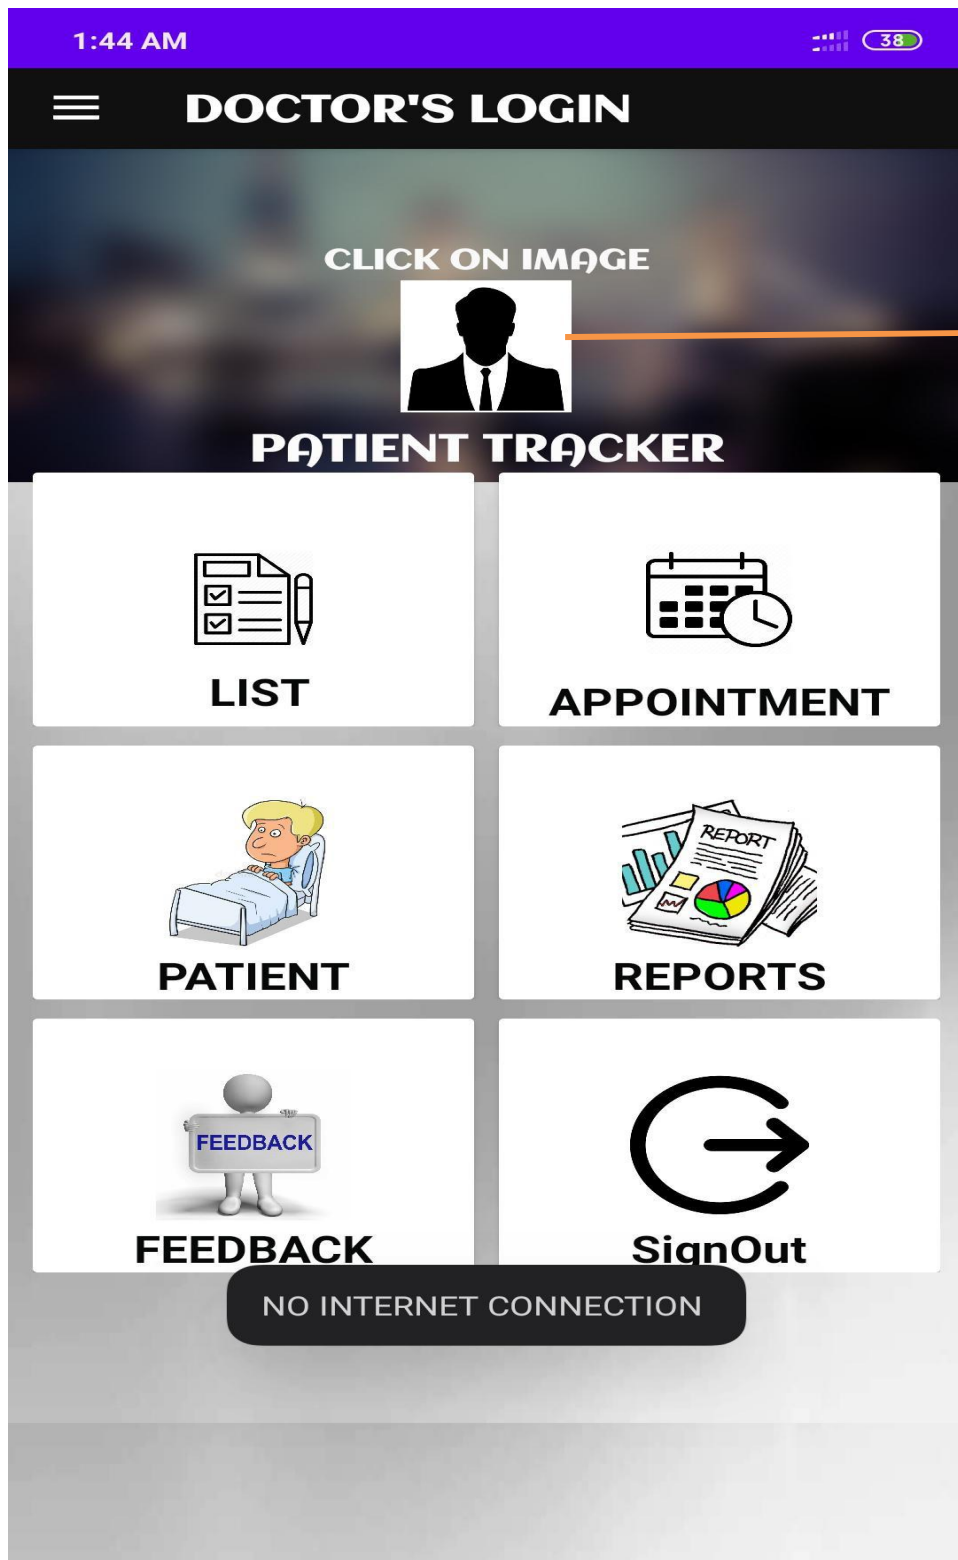 1:44 AM
38
DOCTOR'S LOGIN
CLICK ON IMAGE
PATIENT TRACKER
LIST
APPOINTMENT
REPORT
PATIENT
REPORTS
FEEDBACK
FEEDBACK
SignOut
NO INTERNET CONNECTION